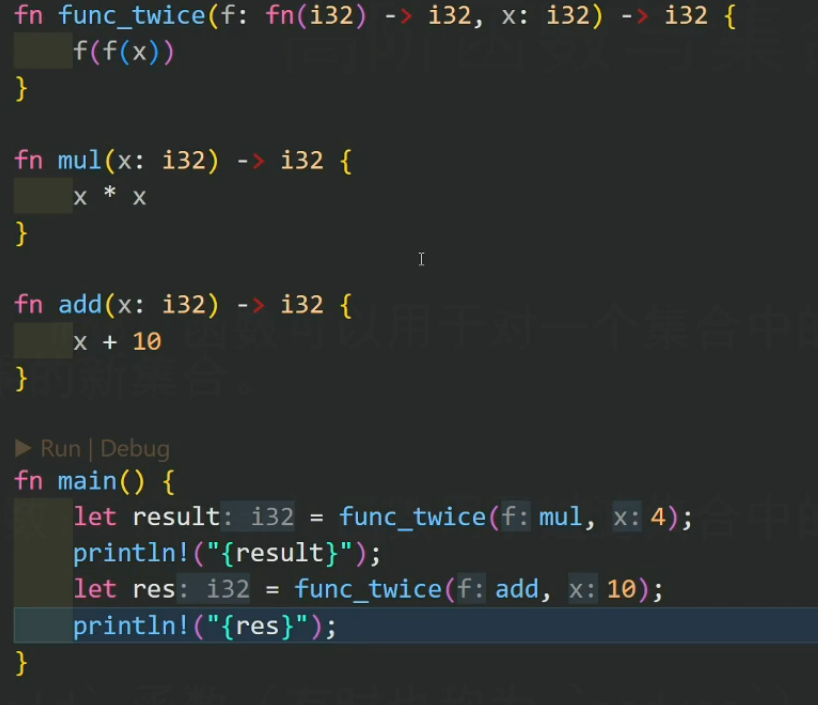 fn func_twice(f: fn(i32) -> i32, x: i32) -> i32 {
    f(f(x))
}
fn mul(x: i32) -> i32 {
    x * x
}
fn add(x: i32) -> i32 {
    x + 10
}
▶ Run | Debug
fn main() {
    let result: i32 = func_twice(f: mul, x: 4);
    println!("{result}");
    let res: i32 = func_twice(f: add, x: 10);
    println!("{res}");
}